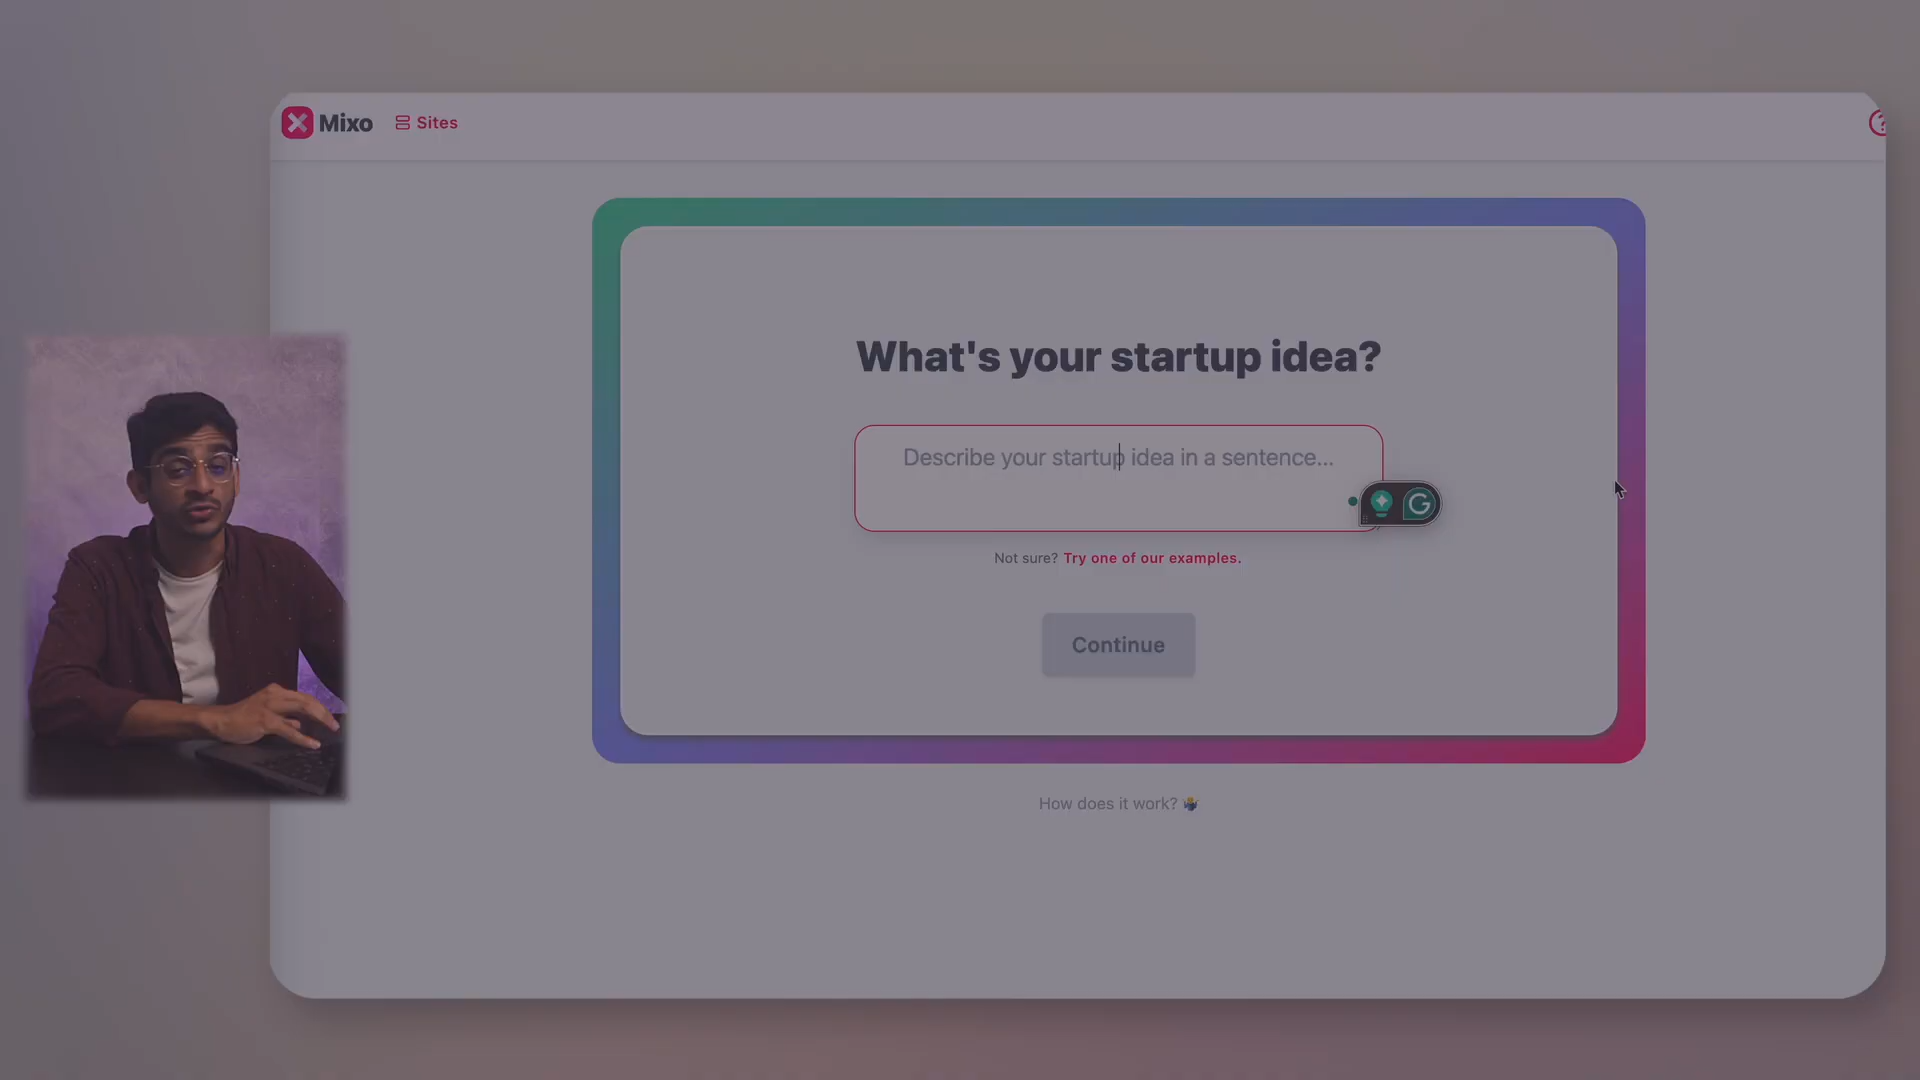 Mixo
Sites
What's your startup idea?
Describe your startup idea in a sentence...
Not sure? Try one of our examples.
Continue
How does it work?